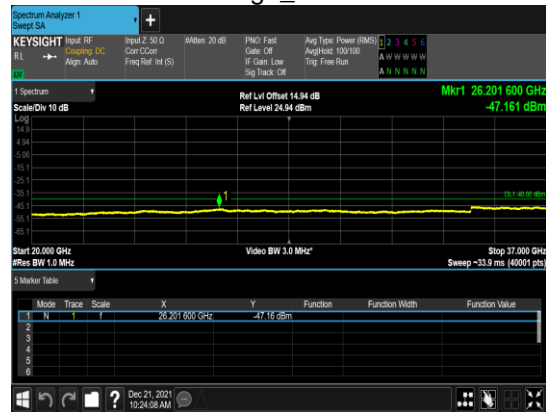 Spectrum Analyzer 1
Swept SA
+
KEYSIGHT Input: RF Input Z: 50 Ω #Atten: 20 dB PNO: Fast Avg Type: Power (RMS) 1 2 3 4 5 6
RL Coupling: DC Corr CCorr Gate: Off Avg|Hold: 100/100 A W W W W W
Align: Auto Freq Ref: Int (S) IF Gain: Low Trig: Free Run
LU Sig Track: Off A N N N N N
1 Spectrum Ref Lvl Offset 14.94 dB Mkr1 26.201 600 GHz
Scale/Div 10 dB Ref Level 24.94 dBm -47.161 dBm
Log
14.9
4.94
-5.06
-15.1
-25.1
-35.1 1 DL1 -40.00 dBm
-45.1
-55.1
-65.1
Start 20.000 GHz Video BW 3.0 MHz* Stop 37.000 GHz
#Res BW 1.0 MHz Sweep ~33.9 ms (40001 pts)
5 Marker Table
Mode Trace Scale X Y Function Function Width Function Value
1 N 1 f 26.201 600 GHz -47.16 dBm
2
3
4
5
6
? Dec 21, 2021
10:24:08 AM